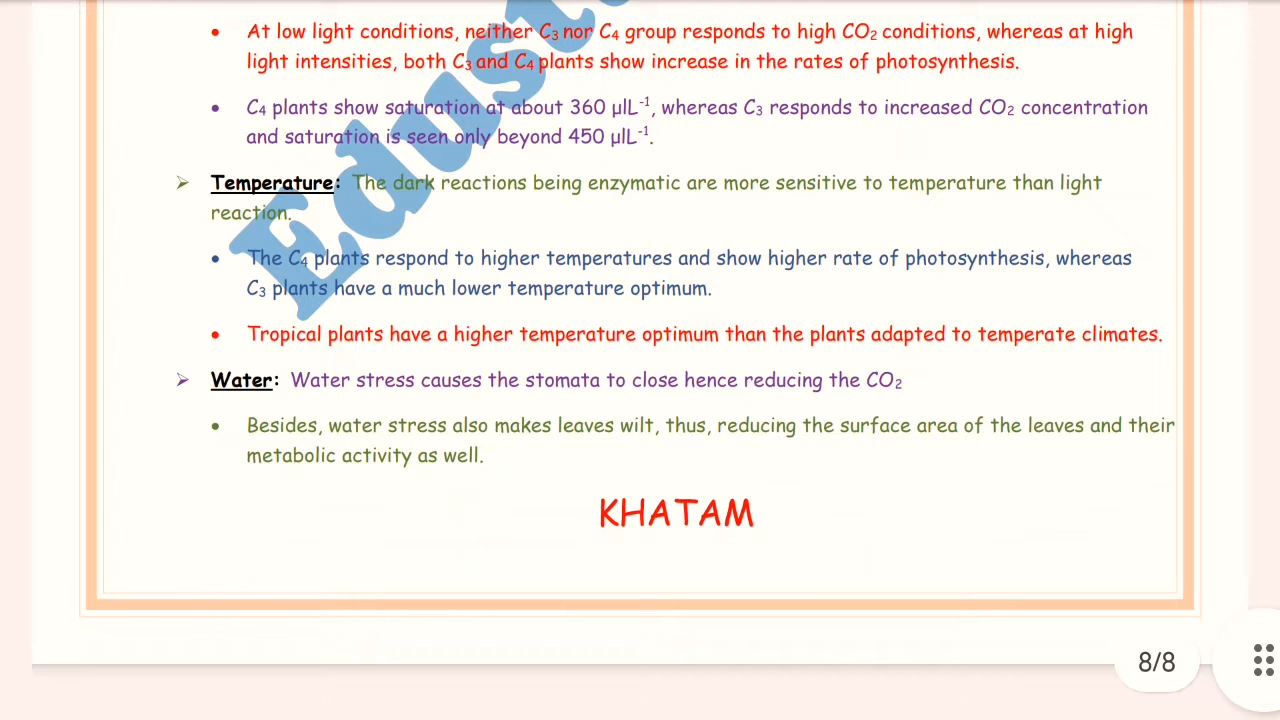 • At low light conditions, neither C₃ nor C₄ group responds to high CO₂ conditions, whereas at high
light intensities, both C₃ and C₄ plants show increase in the rates of photosynthesis.
• C₄ plants show saturation at about 360 µlL⁻¹, whereas C₃ responds to increased CO₂ concentration
and saturation is seen only beyond 450 µlL⁻¹.
➢ Temperature: The dark reactions being enzymatic are more sensitive to temperature than light
reaction.
• The C₄ plants respond to higher temperatures and show higher rate of photosynthesis, whereas
C₃ plants have a much lower temperature optimum.
• Tropical plants have a higher temperature optimum than the plants adapted to temperate climates.
➢ Water: Water stress causes the stomata to close hence reducing the CO₂
• Besides, water stress also makes leaves wilt, thus, reducing the surface area of the leaves and their
metabolic activity as well.
KHATAM
8/8